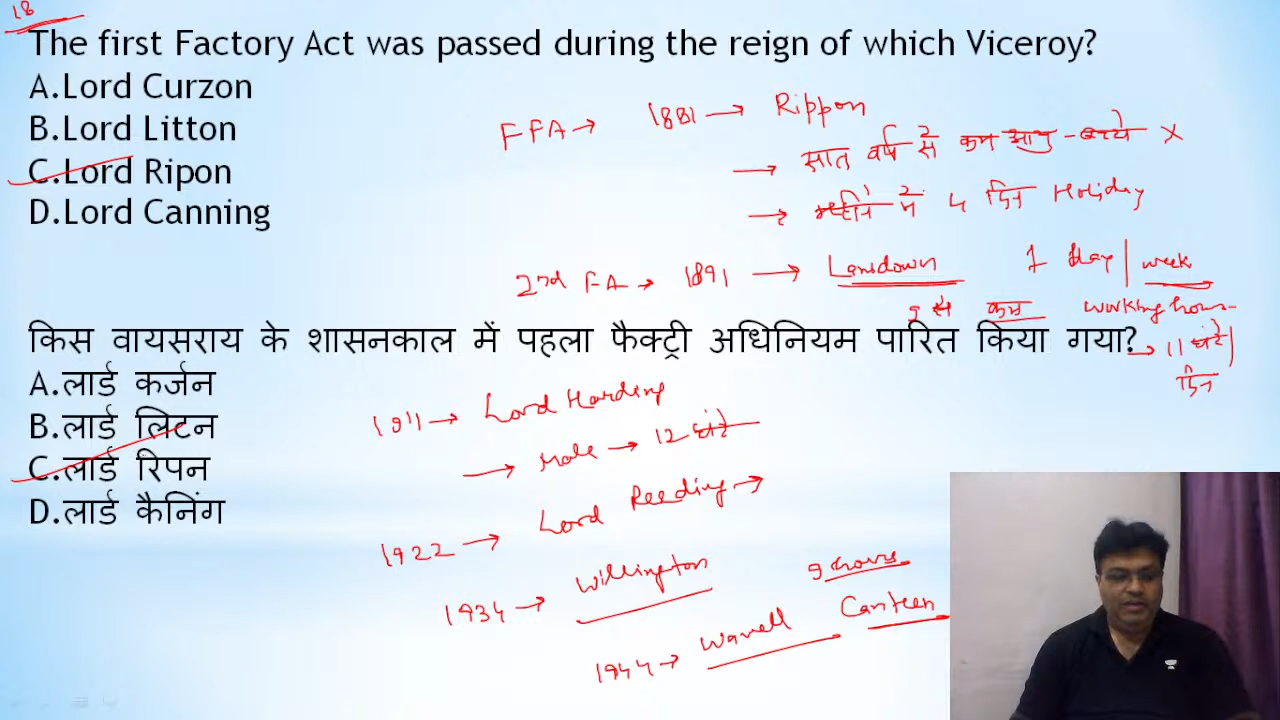 18
The first Factory Act was passed during the reign of which Viceroy?
A.Lord Curzon
B.Lord Litton
C.Lord Ripon
D.Lord Canning
FFA → 1881 → Rippon
→ सात वर्ष से कम आयु - बच्चे X
→ महीने में 4 दिन Holiday
2nd FA → 1891 → Lansdown 1 day | week
9 से कम working hours-
→ 11 घंटे|
दिन
किस वायसराय के शासनकाल में पहला फैक्ट्री अधिनियम पारित किया गया?
A.लार्ड कर्जन
B.लार्ड लिटन
C.लार्ड रिपन
D.लार्ड कैनिंग
1911 → Lord Harding
→ Male → 12 घंटे
1922 → Lord Reeding →
1934 → Willington 9 hours
1944 → Wavell Canteen